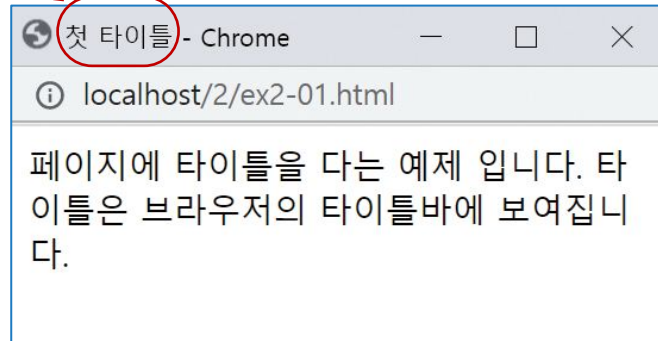 첫 타이틀 - Chrome
localhost/2/ex2-01.html
페이지에 타이틀을 다는 예제 입니다. 타
이틀은 브라우저의 타이틀바에 보여집니
다.